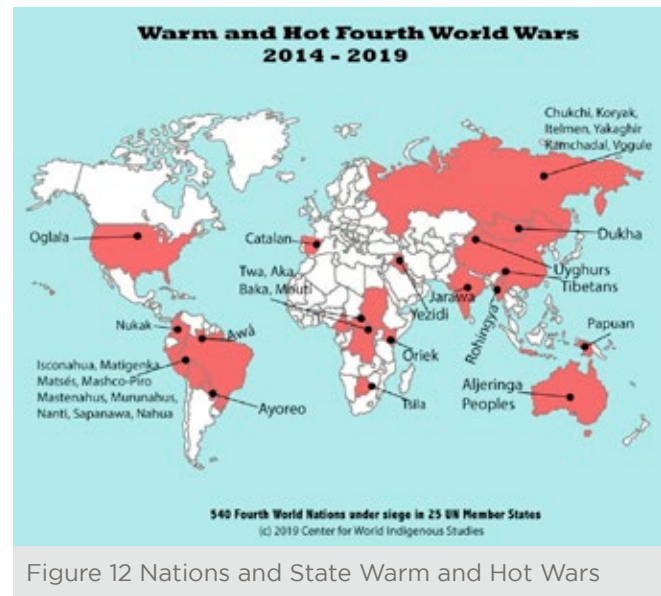 Warm and Hot Fourth World Wars
2014 - 2019
Chukchi, Koryak,
Itelmen, Yakaghir
Kamchadal, Vogule
Oglala
Catalan
Dukha
Twa, Aka,
Baka, Mbuti
Uyghurs
Tibetans
Jarawa
Yezidi
Rohingya
Nukak
Awá
Papuan
Oriek
Isconahua, Matigenka,
Matsés, Mashco-Piro
Mastenahus, Murunahus,
Nanti, Sapanawa, Nahua
Aljeringa
Peoples
Ayoreo
Tsila
540 Fourth World Nations under siege in 25 UN Member States
(c) 2019 Center for World Indigenous Studies
Figure 12 Nations and State Warm and Hot Wars